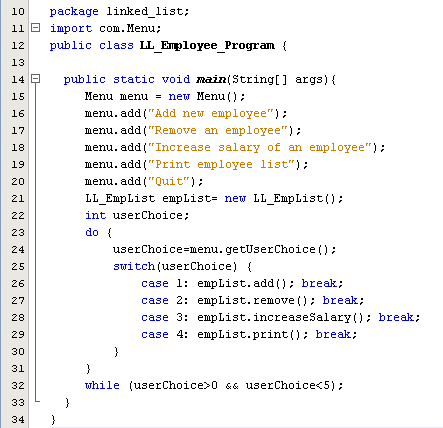 10 package linked_list;
11 import com.Menu;
12 public class LL_Employee_Program {
13
14 public static void main(String[] args){
15 Menu menu = new Menu();
16 menu.add("Add new employee");
17 menu.add("Remove an employee");
18 menu.add("Increase salary of an employee");
19 menu.add("Print employee list");
20 menu.add("Quit");
21 LL_EmpList empList= new LL_EmpList();
22 int userChoice;
23 do {
24 userChoice=menu.getUserChoice();
25 switch(userChoice) {
26 case 1: empList.add(); break;
27 case 2: empList.remove(); break;
28 case 3: empList.increaseSalary(); break;
29 case 4: empList.print(); break;
30 }
31 }
32 while (userChoice>0 && userChoice<5);
33 }
34 }